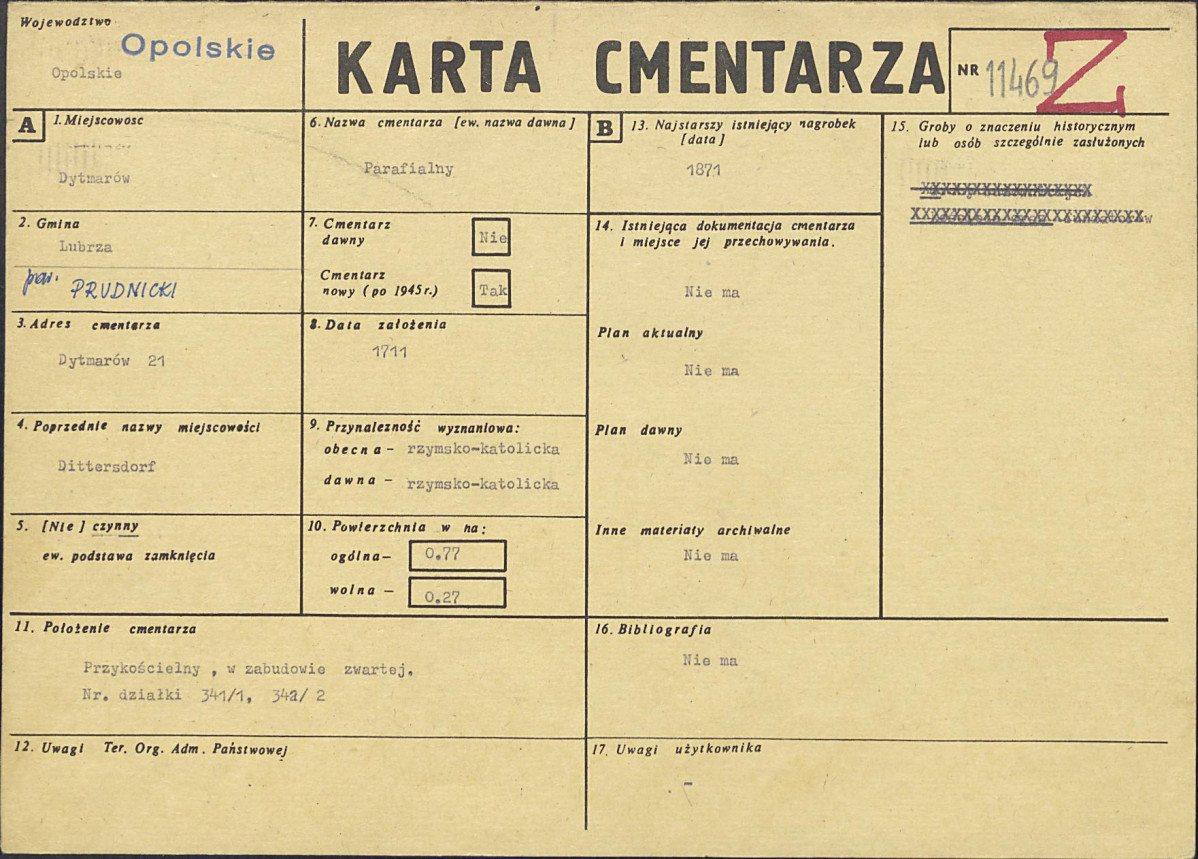 Województwo
Opolskie
Opolskie
KARTA CMENTARZA
NR 11469 Z
A
1. Miejscowosc
Dytmarów
2. Gmina
Lubrza
pow. PRUDNICKI
3. Adres cmentarza
Dytmarów 21
4. Poprzednie nazwy miejscowości
Dittersdorf
5. [Nie] czynny
ew. podstawa zamknięcia
6. Nazwa cmentarza [ew. nazwa dawna]
Parafialny
7. Cmentarz
dawny
Nie
Cmentarz
nowy (po 1945 r.)
Tak
8. Data założenia
1711
9. Przynależność wyznaniowa:
obecna - rzymsko-katolicka
dawna - rzymsko-katolicka
10. Powierzchnia w ha:
ogólna - 0.77
wolna - 0.27
11. Położenie cmentarza
Przykościelny , w zabudowie zwartej.
Nr. działki 341/1, 342/ 2
12. Uwagi Ter. Org. Adm. Państwowej
B
13. Najstarszy istniejący nagrobek
[data]
1871
14. Istniejąca dokumentacja cmentarza
i miejsce jej przechowywania.
Nie ma
Plan aktualny
Nie ma
Plan dawny
Nie ma
Inne materiały archiwalne
Nie ma
15. Groby o znaczeniu historycznym
lub osób szczególnie zasłużonych
16. Bibliografia
Nie ma
17. Uwagi użytkownika
-